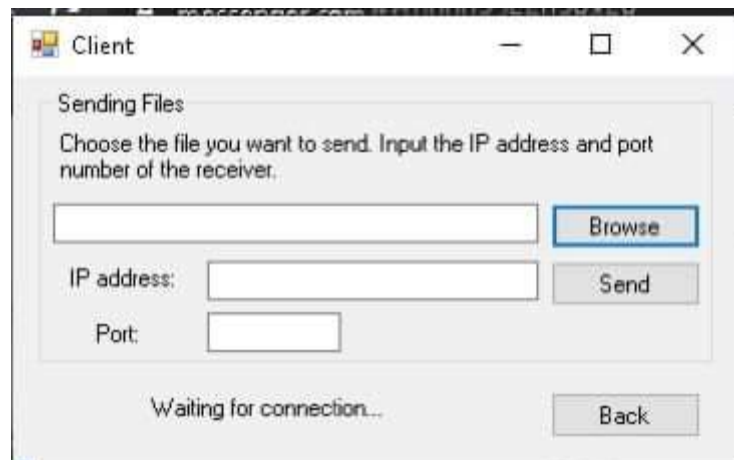 Client
Sending Files
Choose the file you want to send. Input the IP address and port
number of the receiver.
Browse
IP address:
Send
Port:
Waiting for connection...
Back